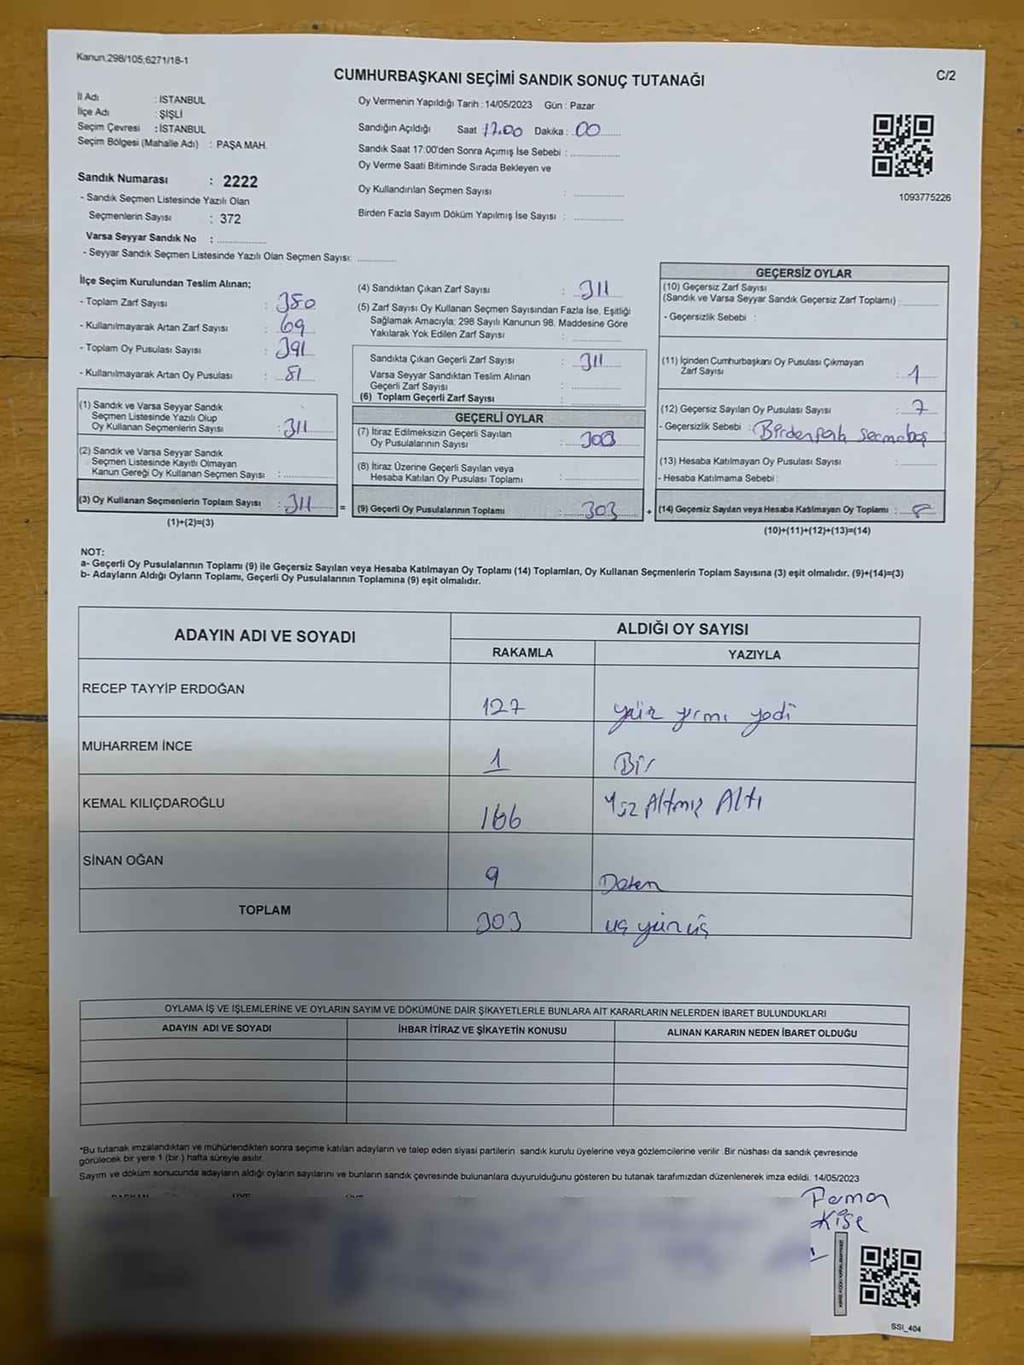 Kanun.298/105,6271/18-1
C/2
CUMHURBAŞKANI SEÇİMİ SANDIK SONUÇ TUTANAĞI
İl Adı : İSTANBUL
İlçe Adı : ŞİŞLİ
Seçim Çevresi : İSTANBUL
Seçim Bölgesi (Mahalle Adı) : PAŞA MAH.
Sandık Numarası : 2222
- Sandık Seçmen Listesinde Yazılı Olan
Seçmenlerin Sayısı : 372
Varsa Seyyar Sandık No :
- Seyyar Sandık Seçmen Listesinde Yazılı Olan Seçmen Sayısı:
Oy Vermenin Yapıldığı Tarih : 14/05/2023 Gün : Pazar
Sandığın Açıldığı Saat 17.00 Dakika : 00
Sandık Saat 17:00'den Sonra Açılmış İse Sebebi :
Oy Verme Saati Bitiminde Sırada Bekleyen ve
Oy Kullandırılan Seçmen Sayısı :
Birden Fazla Sayım Döküm Yapılmış İse Sayısı :
1093775226
İlçe Seçim Kurulundan Teslim Alınan;
- Toplam Zarf Sayısı : 380
- Kullanılmayarak Artan Zarf Sayısı : 69
- Toplam Oy Pusulası Sayısı : 391
- Kullanılmayarak Artan Oy Pusulası : 81
(1) Sandık ve Varsa Seyyar Sandık
Seçmen Listesinde Yazılı Olup
Oy Kullanan Seçmenlerin Sayısı : 311
(2) Sandık ve Varsa Seyyar Sandık
Seçmen Listesinde Kayıtlı Olmayan
Kanun Gereği Oy Kullanan Seçmen Sayısı :
(3) Oy Kullanan Seçmenlerin Toplam Sayısı : 311 =
(1)+(2)=(3)
(4) Sandıktan Çıkan Zarf Sayısı : 311
(5) Zarf Sayısı Oy Kullanan Seçmen Sayısından Fazla İse, Eşitliği
Sağlamak Amacıyla; 298 Sayılı Kanunun 98. Maddesine Göre
Yakılarak Yok Edilen Zarf Sayısı :
Sandıkta Çıkan Geçerli Zarf Sayısı : 311
Varsa Seyyar Sandıktan Teslim Alınan
Geçerli Zarf Sayısı :
(6) Toplam Geçerli Zarf Sayısı :
GEÇERLİ OYLAR
(7) İtiraz Edilmeksizin Geçerli Sayılan
Oy Pusulalarının Sayısı : 303
(8) İtiraz Üzerine Geçerli Sayılan veya
Hesaba Katılan Oy Pusulası Toplamı :
(9) Geçerli Oy Pusulalarının Toplamı : 303 +
GEÇERSİZ OYLAR
(10) Geçersiz Zarf Sayısı
(Sandık ve Varsa Seyyar Sandık Geçersiz Zarf Toplamı) :
- Geçersizlik Sebebi :
(11) İçinden Cumhurbaşkanı Oy Pusulası Çıkmayan
Zarf Sayısı : 1
(12) Geçersiz Sayılan Oy Pusulası Sayısı : 7
- Geçersizlik Sebebi :
(13) Hesaba Katılmayan Oy Pusulası Sayısı :
- Hesaba Katılmama Sebebi :
(14) Geçersiz Sayılan veya Hesaba Katılmayan Oy Toplamı : 8
(10)+(11)+(12)+(13)=(14)
NOT:
a- Geçerli Oy Pusulalarının Toplamı (9) ile Geçersiz Sayılan veya Hesaba Katılmayan Oy Toplamı (14) Toplamları, Oy Kullanan Seçmenlerin Toplam Sayısına (3) eşit olmalıdır. (9)+(14)=(3)
b- Adayların Aldığı Oyların Toplamı, Geçerli Oy Pusulalarının Toplamına (9) eşit olmalıdır.
ADAYIN ADI VE SOYADI
ALDIĞI OY SAYISI
RAKAMLA YAZIYLA
RECEP TAYYİP ERDOĞAN 127 yüz yirmi yedi
MUHARREM İNCE 1 Bir
KEMAL KILIÇDAROĞLU 166 Yüz Altmış Altı
SİNAN OĞAN 9
TOPLAM 303 üç yüz üç
OYLAMA İŞ VE İŞLEMLERİNE VE OYLARIN SAYIM VE DÖKÜMÜNE DAİR ŞİKAYETLERLE BUNLARA AİT KARARLARIN NELERDEN İBARET BULUNDUKLARI
ADAYIN ADI VE SOYADI İHBAR İTİRAZ VE ŞİKAYETİN KONUSU ALINAN KARARIN NEDEN İBARET OLDUĞU
*Bu tutanak imzalandıktan ve mühürlendikten sonra seçime katılan adayların ve talep eden siyasi partilerin sandık kurulu üyelerine ve gözlemcilerine verilir. Bir nüshası da sandık çevresinde
görülecek bir yere 1 (bir ) hafta süreyle asılır.
Sayım ve döküm sonucunda adayların aldığı oyların sayılarını ve bunların sandık çevresinde bulunanlara duyurulduğunu gösteren bu tutanak tarafımızdan düzenlenerek imza edildi. 14/05/2023
SSI_404